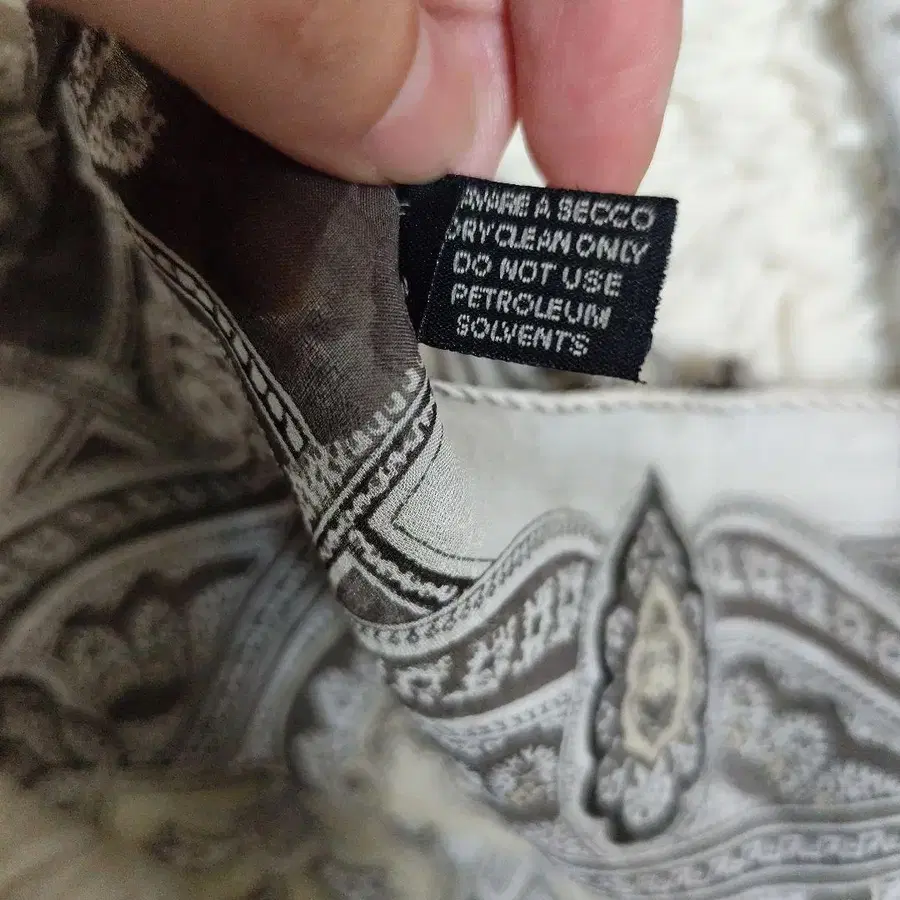 AVARE A SECCO
DRY CLEAN ONLY
DO NOT USE
PETROLEUM
SOLVENTS